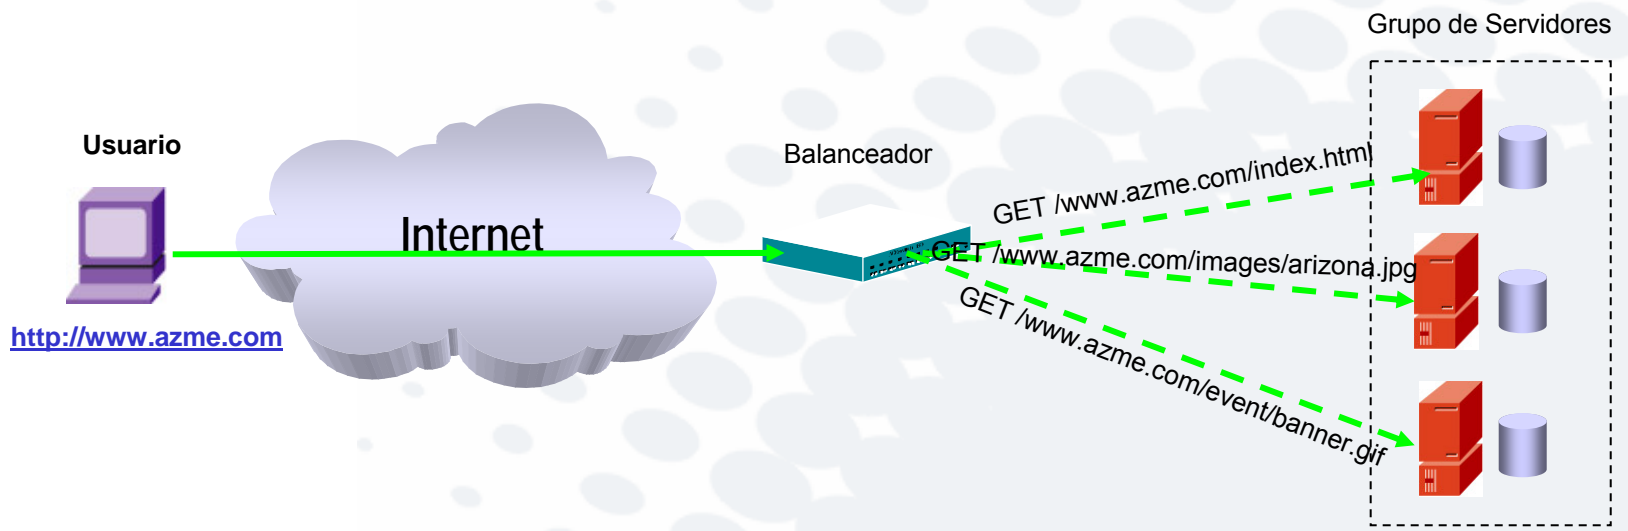 Grupo de Servidores
Usuario
Balanceador
Internet
http://www.azme.com
GET /www.azme.com/index.html
GET /www.azme.com/images/arizona.jpg
GET /www.azme.com/event/banner.gif